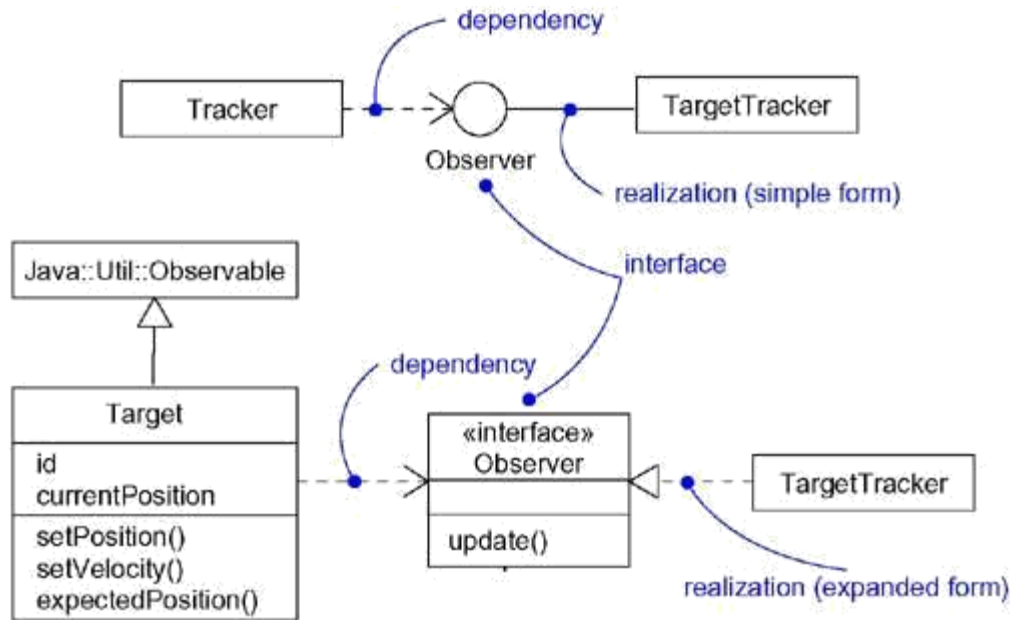 dependency
Tracker
TargetTracker
Observer
realization (simple form)
Java::Util::Observable
interface
dependency
Target
«interface»
Observer
id
currentPosition
TargetTracker
setPosition()
setVelocity()
expectedPosition()
update()
realization (expanded form)